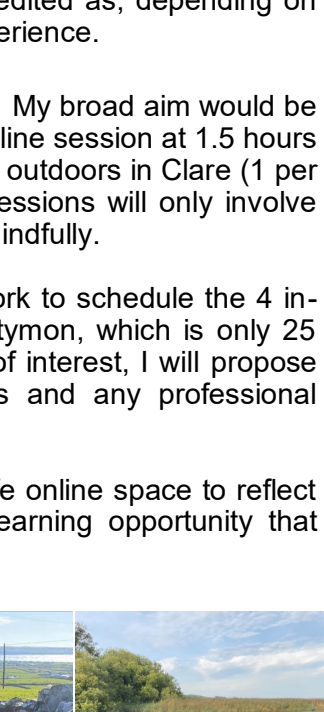 edited as, depending on
erience.
My broad aim would be
line session at 1.5 hours
outdoors in Clare (1 per
essions will only involve
indfully.
ork to schedule the 4 in-
tymon, which is only 25
of interest, I will propose
s and any professional
e online space to reflect
earning opportunity that